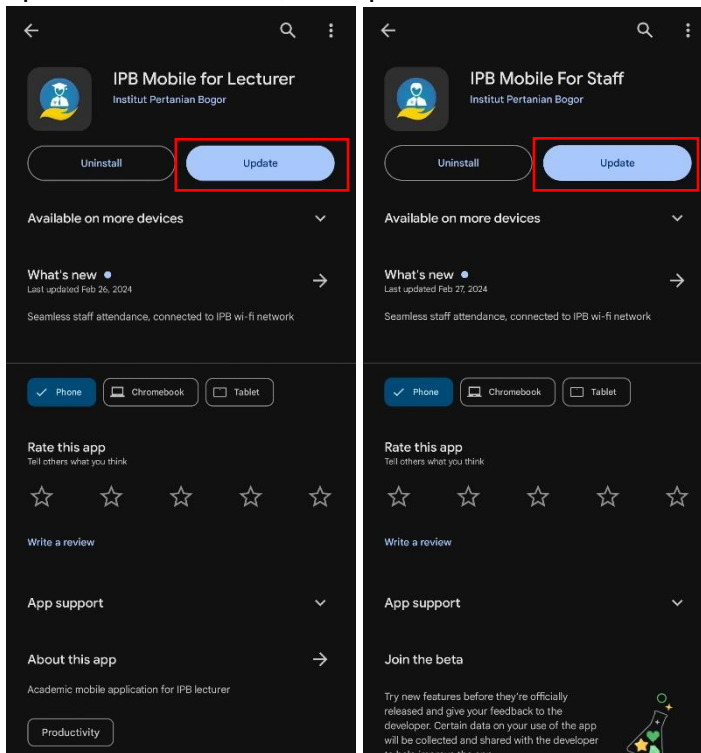 IPB Mobile for Lecturer
Institut Pertanian Bogor
Uninstall
Update
Available on more devices
What's new
Last updated Feb 26, 2024
Seamless staff attendance, connected to IPB wi-fi network
Phone
Chromebook
Tablet
Rate this app
Tell others what you think
Write a review
App support
About this app
Academic mobile application for IPB lecturer
Productivity
IPB Mobile For Staff
Institut Pertanian Bogor
Uninstall
Update
Available on more devices
What's new
Last updated Feb 27, 2024
Seamless staff attendance, connected to IPB wi-fi network
Phone
Chromebook
Tablet
Rate this app
Tell others what you think
Write a review
App support
Join the beta
Try new features before they're officially
released and give your feedback to the
developer. Certain data on your use of the app
will be collected and shared with the developer